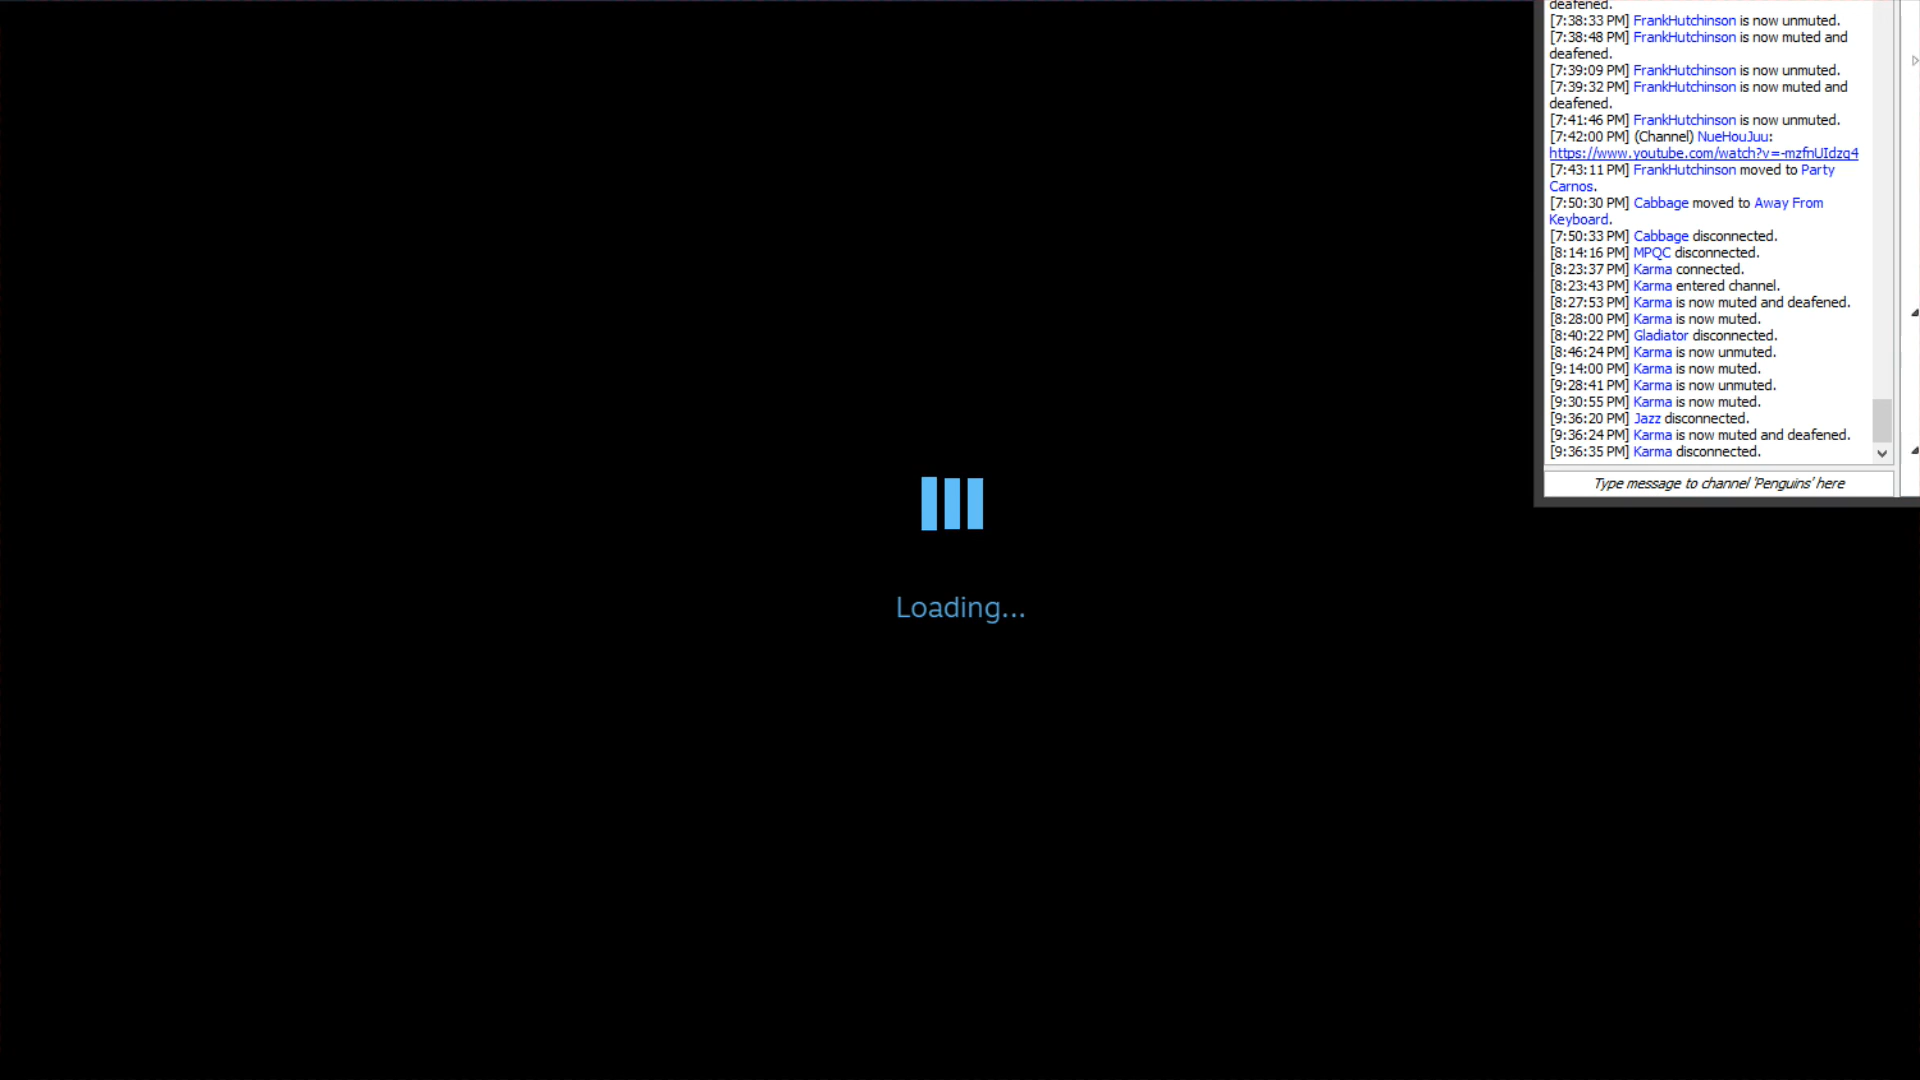 deafened.
[7:38:33 PM] FrankHutchinson is now unmuted.
[7:38:48 PM] FrankHutchinson is now muted and
deafened.
[7:39:09 PM] FrankHutchinson is now unmuted.
[7:39:32 PM] FrankHutchinson is now muted and
deafened.
[7:41:46 PM] FrankHutchinson is now unmuted.
[7:42:00 PM] (Channel) NueHouJuu:
https://www.youtube.com/watch?v=-mzfnUIdzq4
[7:43:11 PM] FrankHutchinson moved to Party
Carnos.
[7:50:30 PM] Cabbage moved to Away From
Keyboard.
[7:50:33 PM] Cabbage disconnected.
[8:14:16 PM] MPQC disconnected.
[8:23:37 PM] Karma connected.
[8:23:43 PM] Karma entered channel.
[8:27:53 PM] Karma is now muted and deafened.
[8:28:00 PM] Karma is now muted.
[8:40:22 PM] Gladiator disconnected.
[8:46:24 PM] Karma is now unmuted.
[9:14:00 PM] Karma is now muted.
[9:28:41 PM] Karma is now unmuted.
[9:30:55 PM] Karma is now muted.
[9:36:20 PM] Jazz disconnected.
[9:36:24 PM] Karma is now muted and deafened.
[9:36:35 PM] Karma disconnected.
Type message to channel 'Penguins' here
Loading...